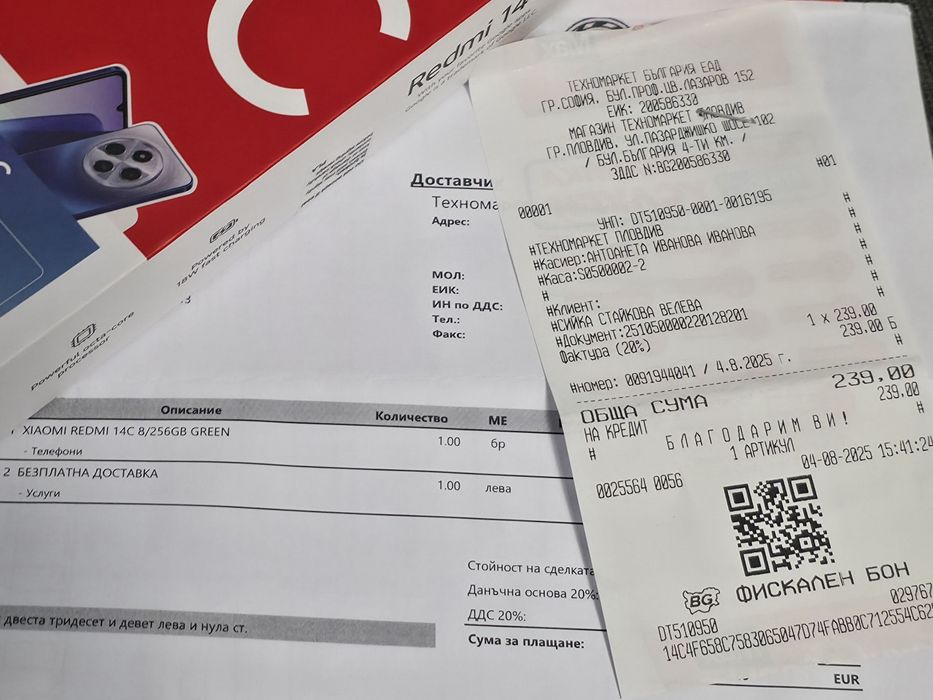 Redmi 14
Powered by
18W fast charging
Powerful octa-core
processor
Доставчи
Технома
Адрес:
МОЛ:
ЕИК:
ИН по ДДС:
Тел.:
Факс:
Описание Количество МЕ
XIAOMI REDMI 14C 8/256GB GREEN 1.00 бр
- Телефони
2 БЕЗПЛАТНА ДОСТАВКА 1.00 лева
- Услуги
Стойност на сделката
Данъчна основа 20%:
ДДС 20%:
Сума за плащане:
двеста тридесет и девет лева и нула ст.
EUR
ТЕХНОМАРКЕТ БЪЛГАРИЯ ЕАД
ГР.СОФИЯ, БУЛ.ПРОФ.ЦВ.ЛАЗАРОВ 152
ЕИК: 200586330
МАГАЗИН ТЕХНОМАРКЕТ ПЛОВДИВ
ГР.ПЛОВДИВ, УЛ.ПАЗАРДЖИШКО ШОСЕ 102
/ БУЛ.БЪЛГАРИЯ 4-ТИ КМ. /
ЗДДС N:BG200586330
00001 #01
УНП: DT510950-0001-0016195
#ТЕХНОМАРКЕТ ПЛОВДИВ #
#Касиер:АНТОАНЕТА ИВАНОВА ИВАНОВА #
#Каса:S0500002-2 #
# #
#Клиент: #
#СИЙКА СТАЙКОВА ВЕЛЕВА #
#Документ:251050000220128201 #
1 x 239.00
Фактура (20%) 239.00 Б
#номер: 0091944041 / 4.8.2025 г. #
ОБЩА СУМА 239,00
НА КРЕДИТ 239.00
# БЛАГОДАРИМ ВИ! #
1 АРТИКУЛ
0025564 0056 04-08-2025 15:41:24
BG ФИСКАЛЕН БОН
DT510950 029767
14C4F658C7583065047D74FABB0C712554C625